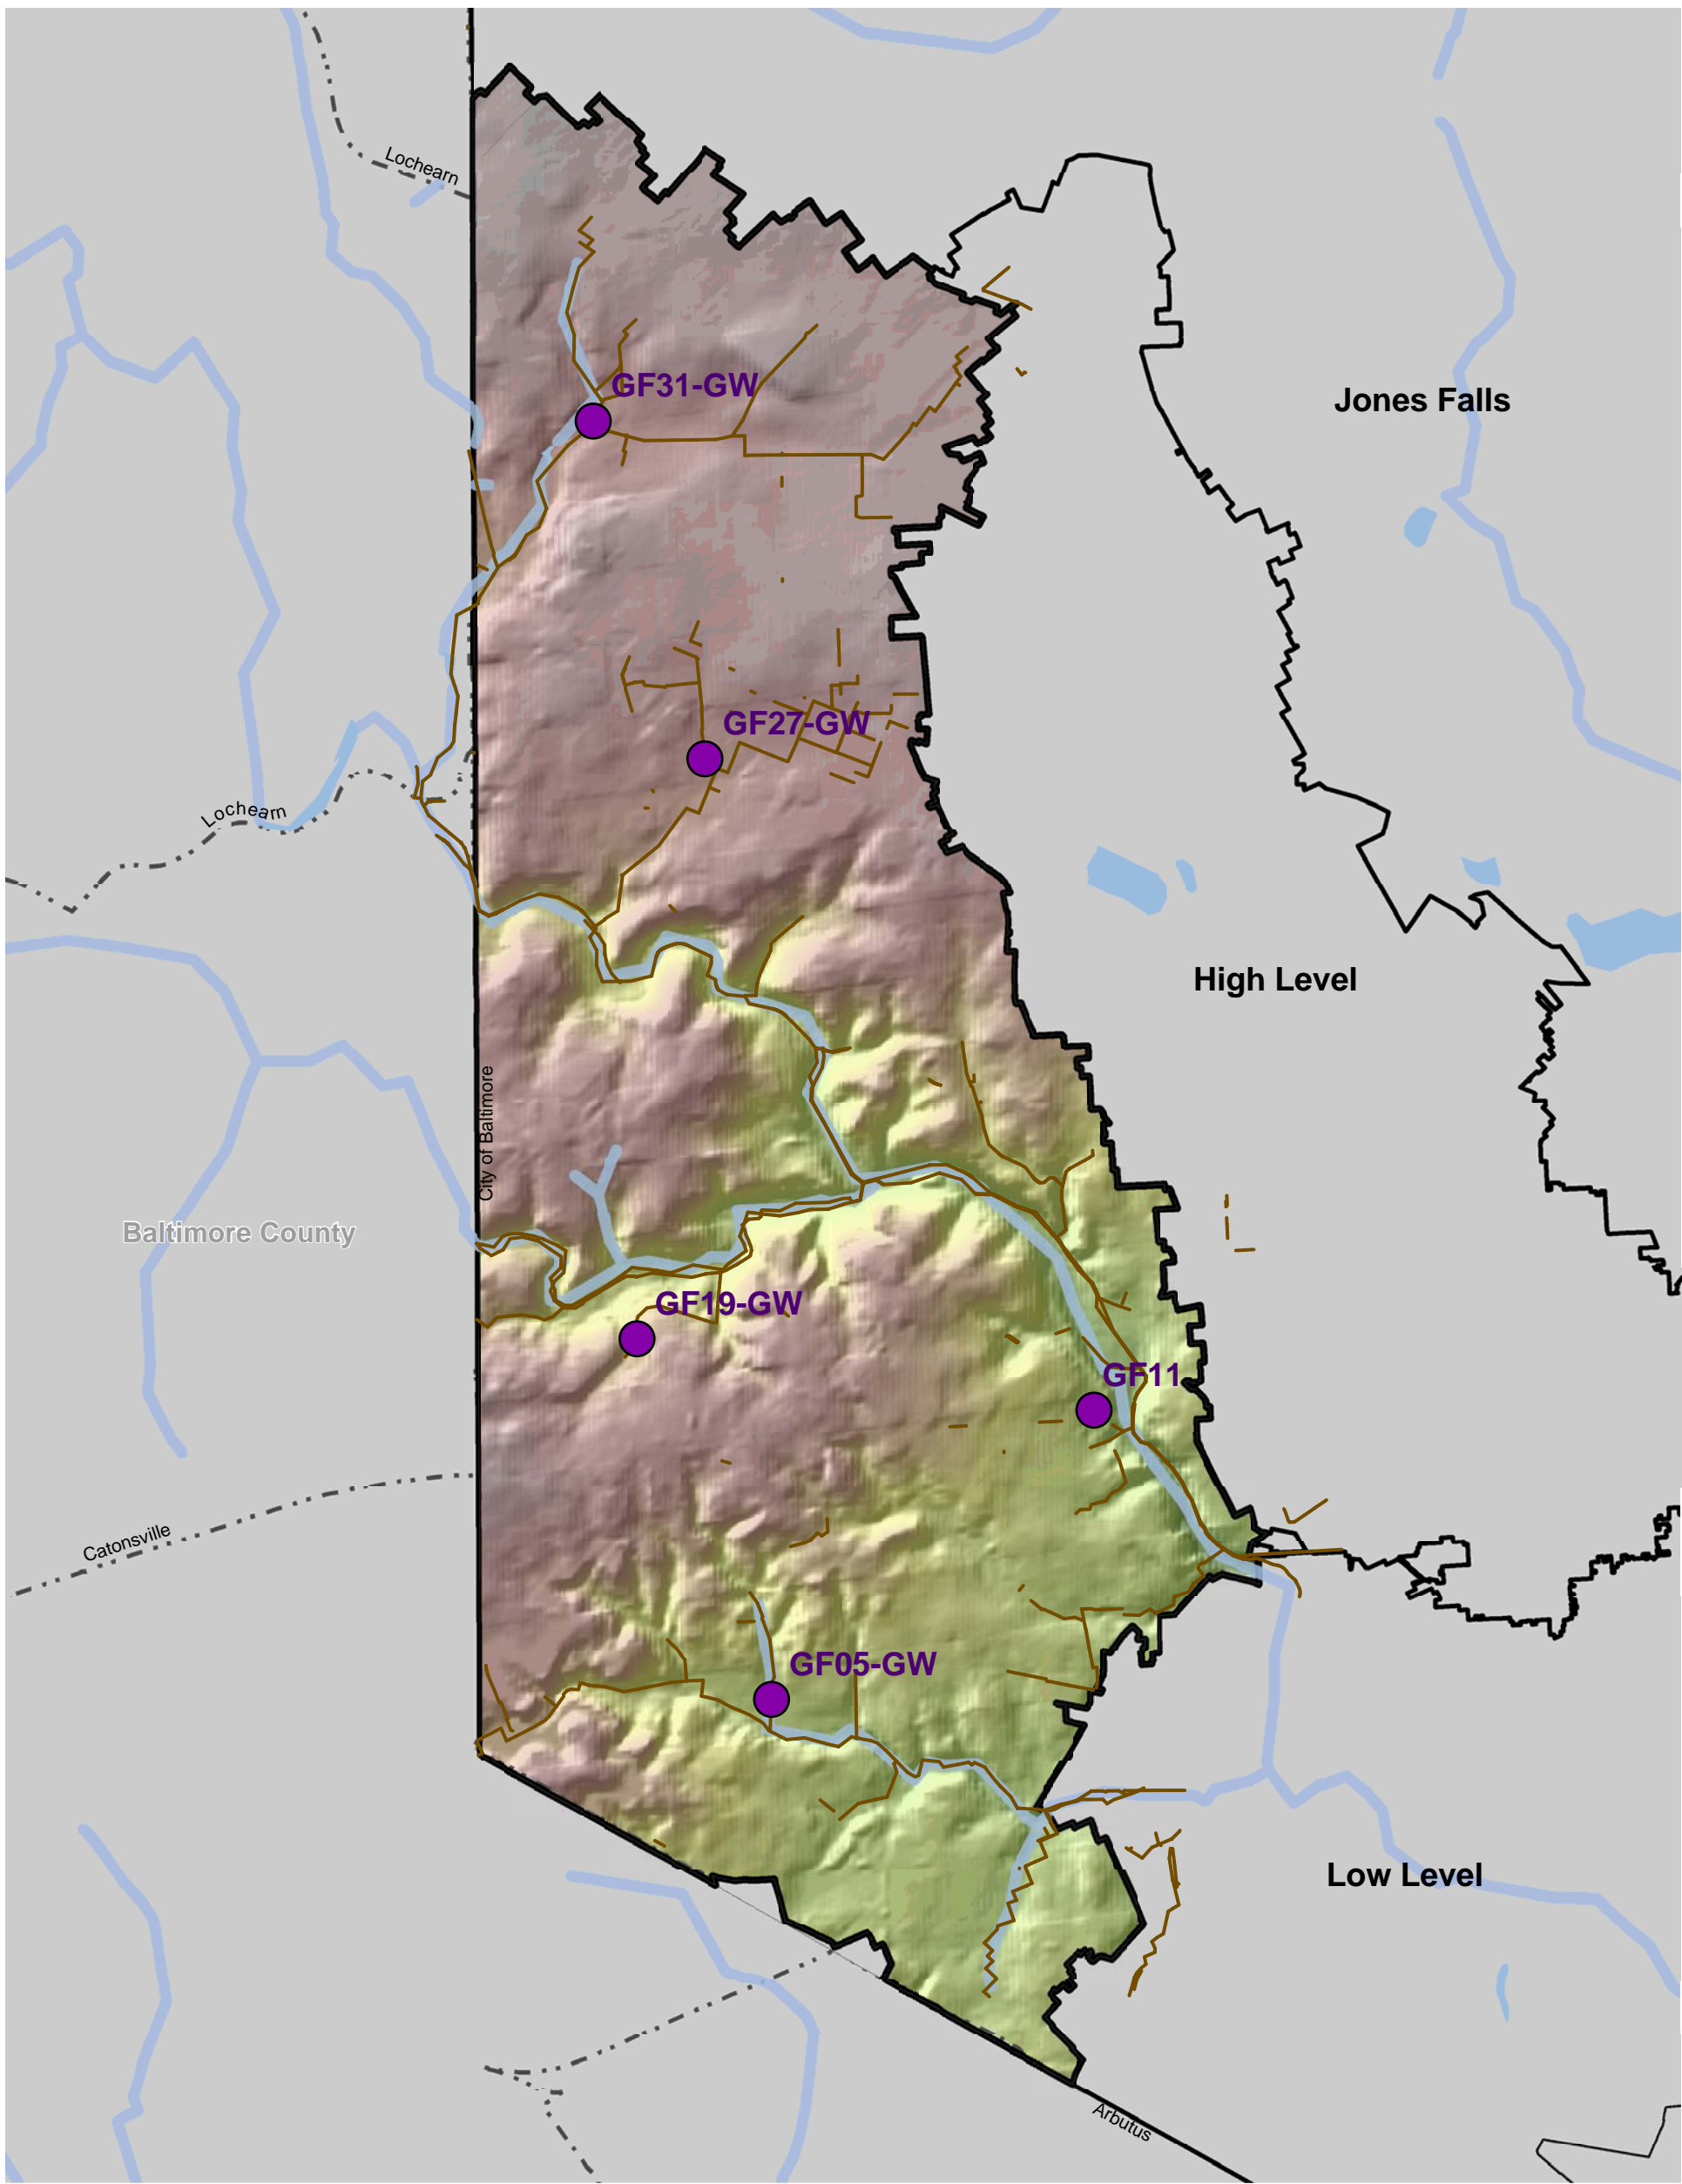 Lochearn
GF31-GW
Jones Falls
GF27-GW
Lochearn
High Level
City of Baltimore
Baltimore County
GF19-GW
GF11
Catonsville
GF05-GW
Low Level
Arbutus